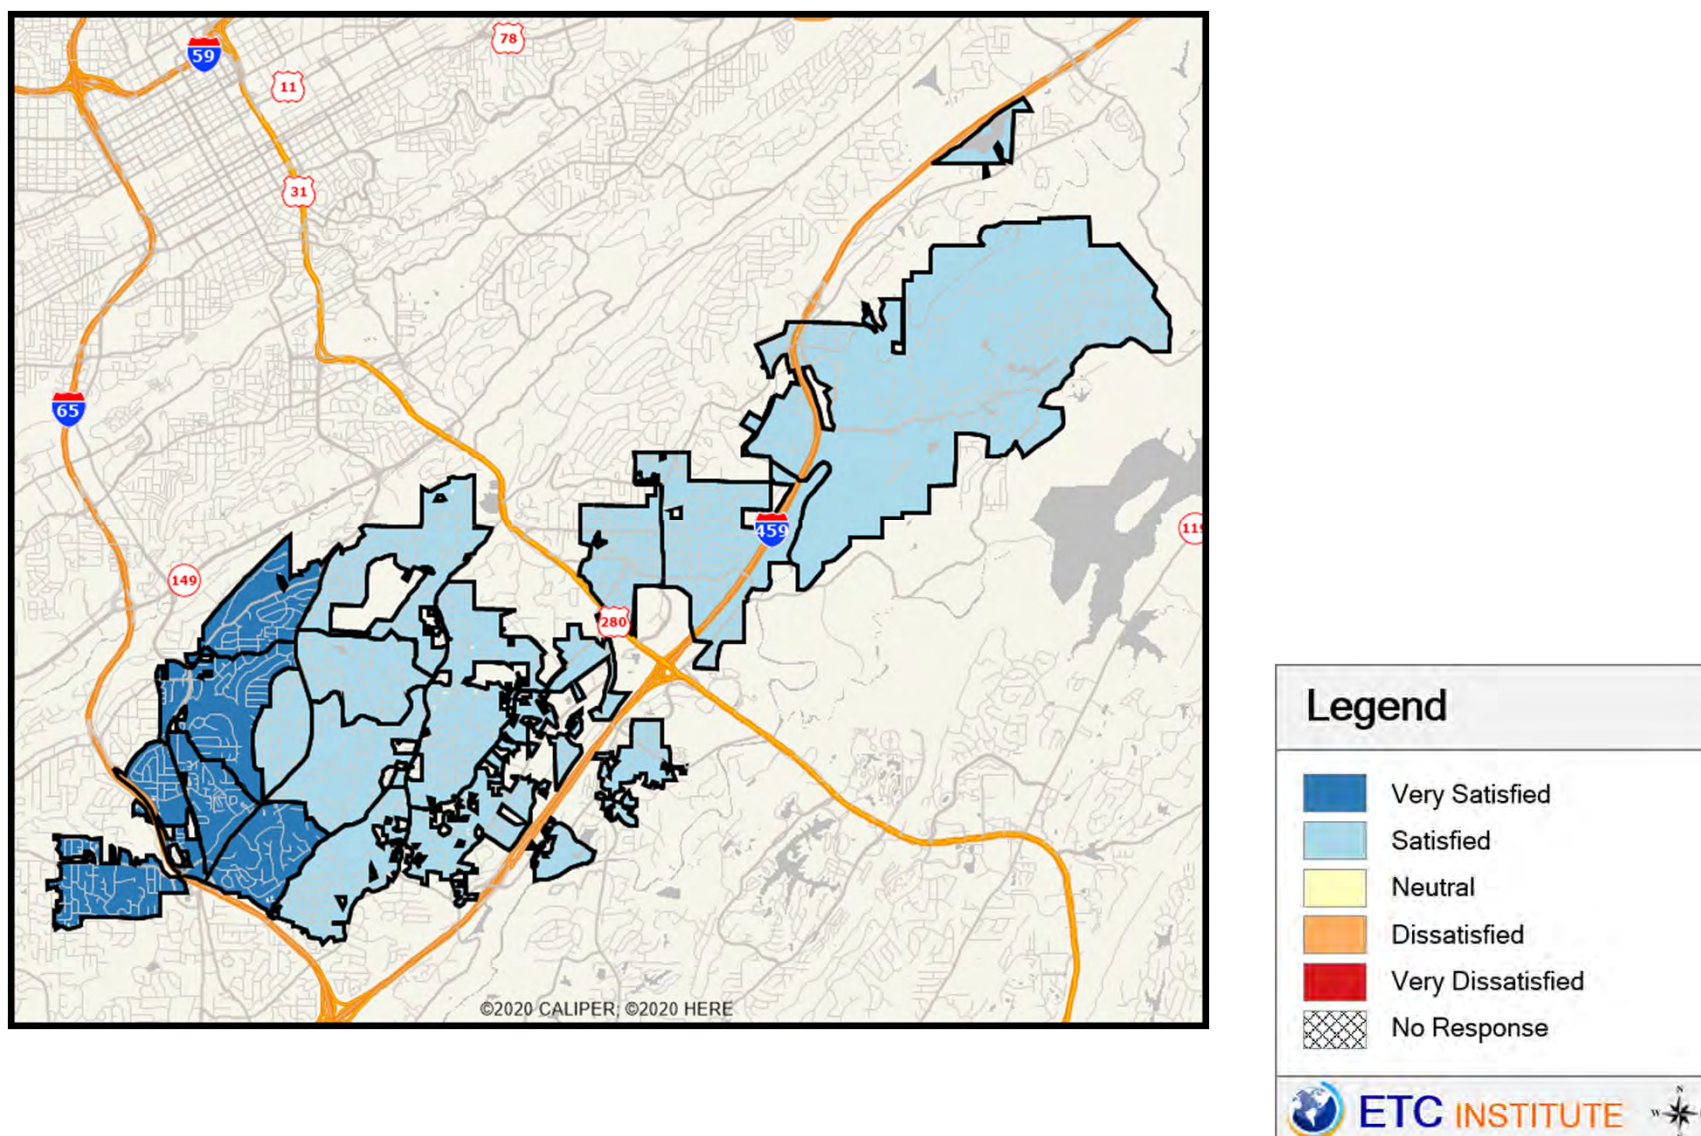 59
78
11
31
65
149
459
119
280
©2020 CALIPER; ©2020 HERE
Legend
Very Satisfied
Satisfied
Neutral
Dissatisfied
Very Dissatisfied
No Response
ETC INSTITUTE
N
W